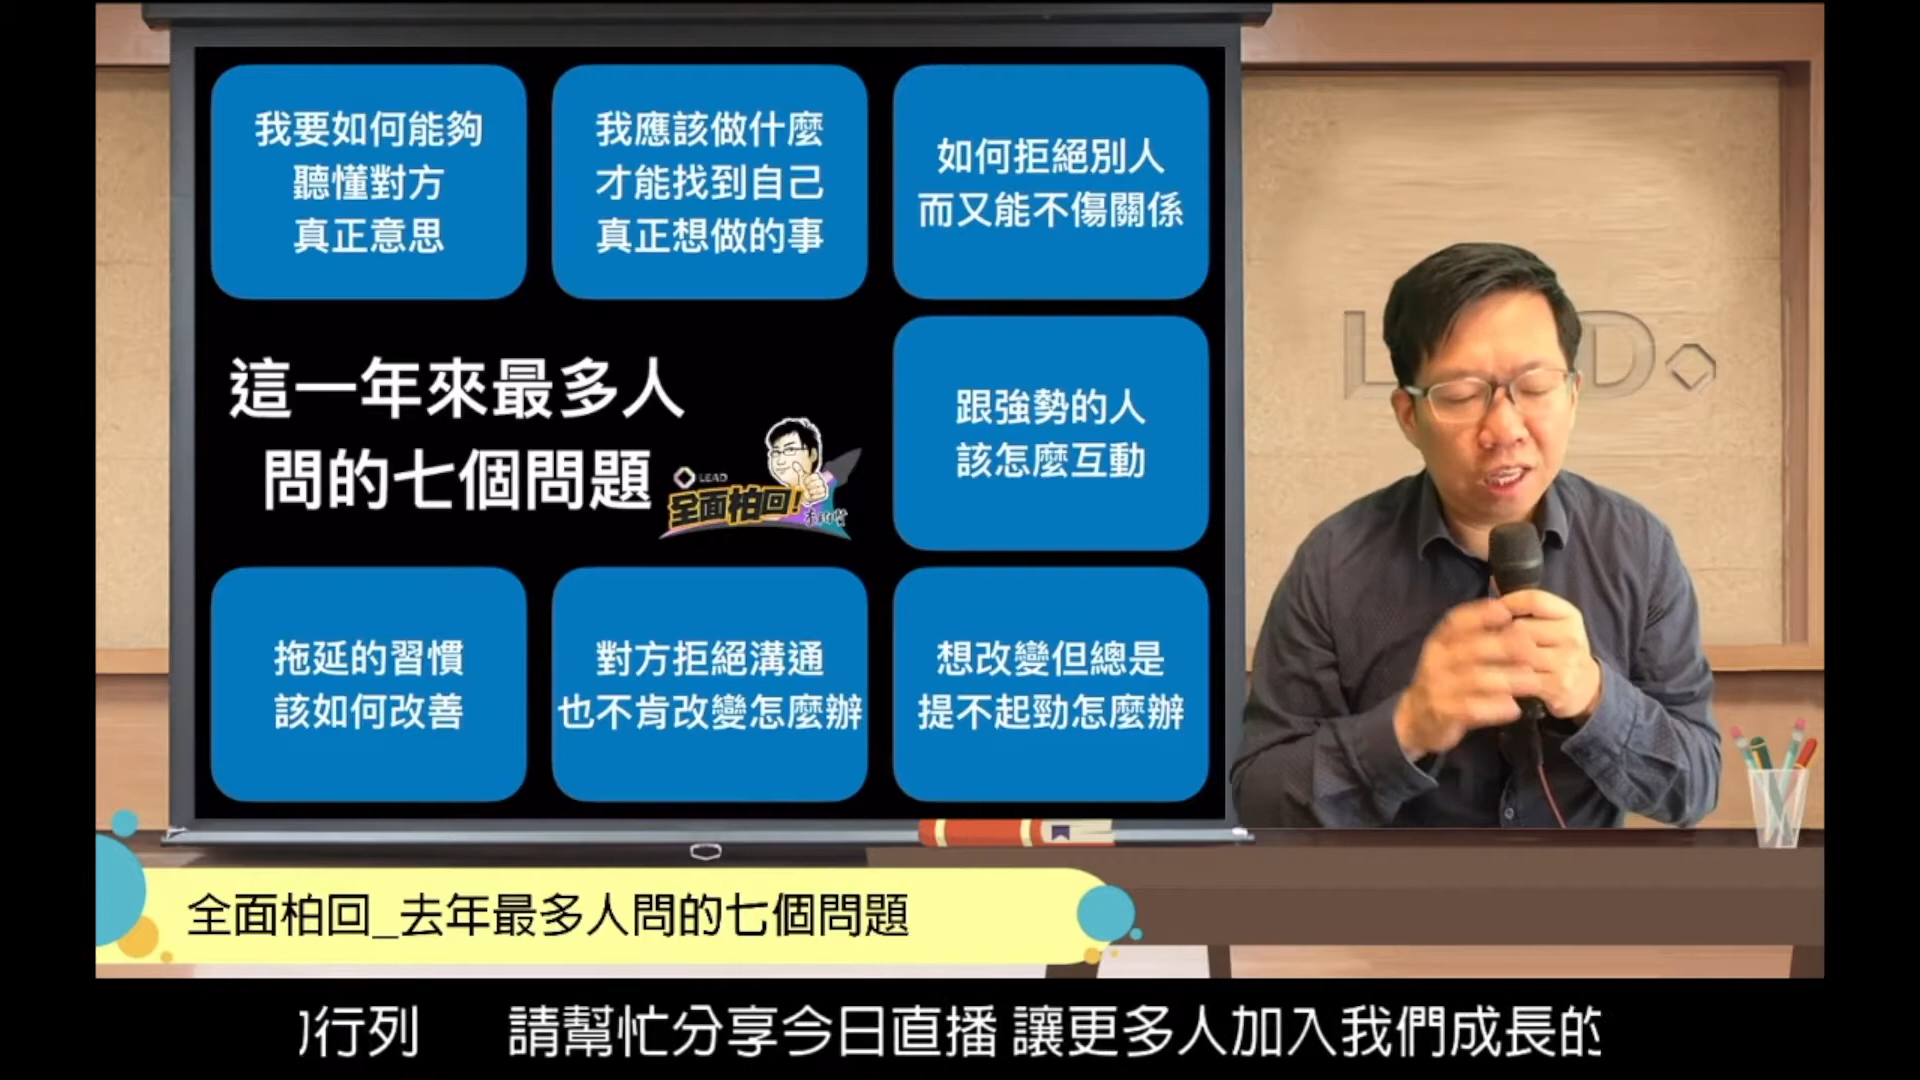 我要如何能夠
聽懂對方
真正意思
我應該做什麼
才能找到自己
真正想做的事
如何拒絕別人
而又能不傷關係
這一年來最多人
問的七個問題
LEAD
全面柏回!
跟強勢的人
該怎麼互動
拖延的習慣
該如何改善
對方拒絕溝通
也不肯改變怎麼辦
想改變但總是
提不起勁怎麼辦
全面柏回_去年最多人問的七個問題
行列 請幫忙分享今日直播 讓更多人加入我們成長的